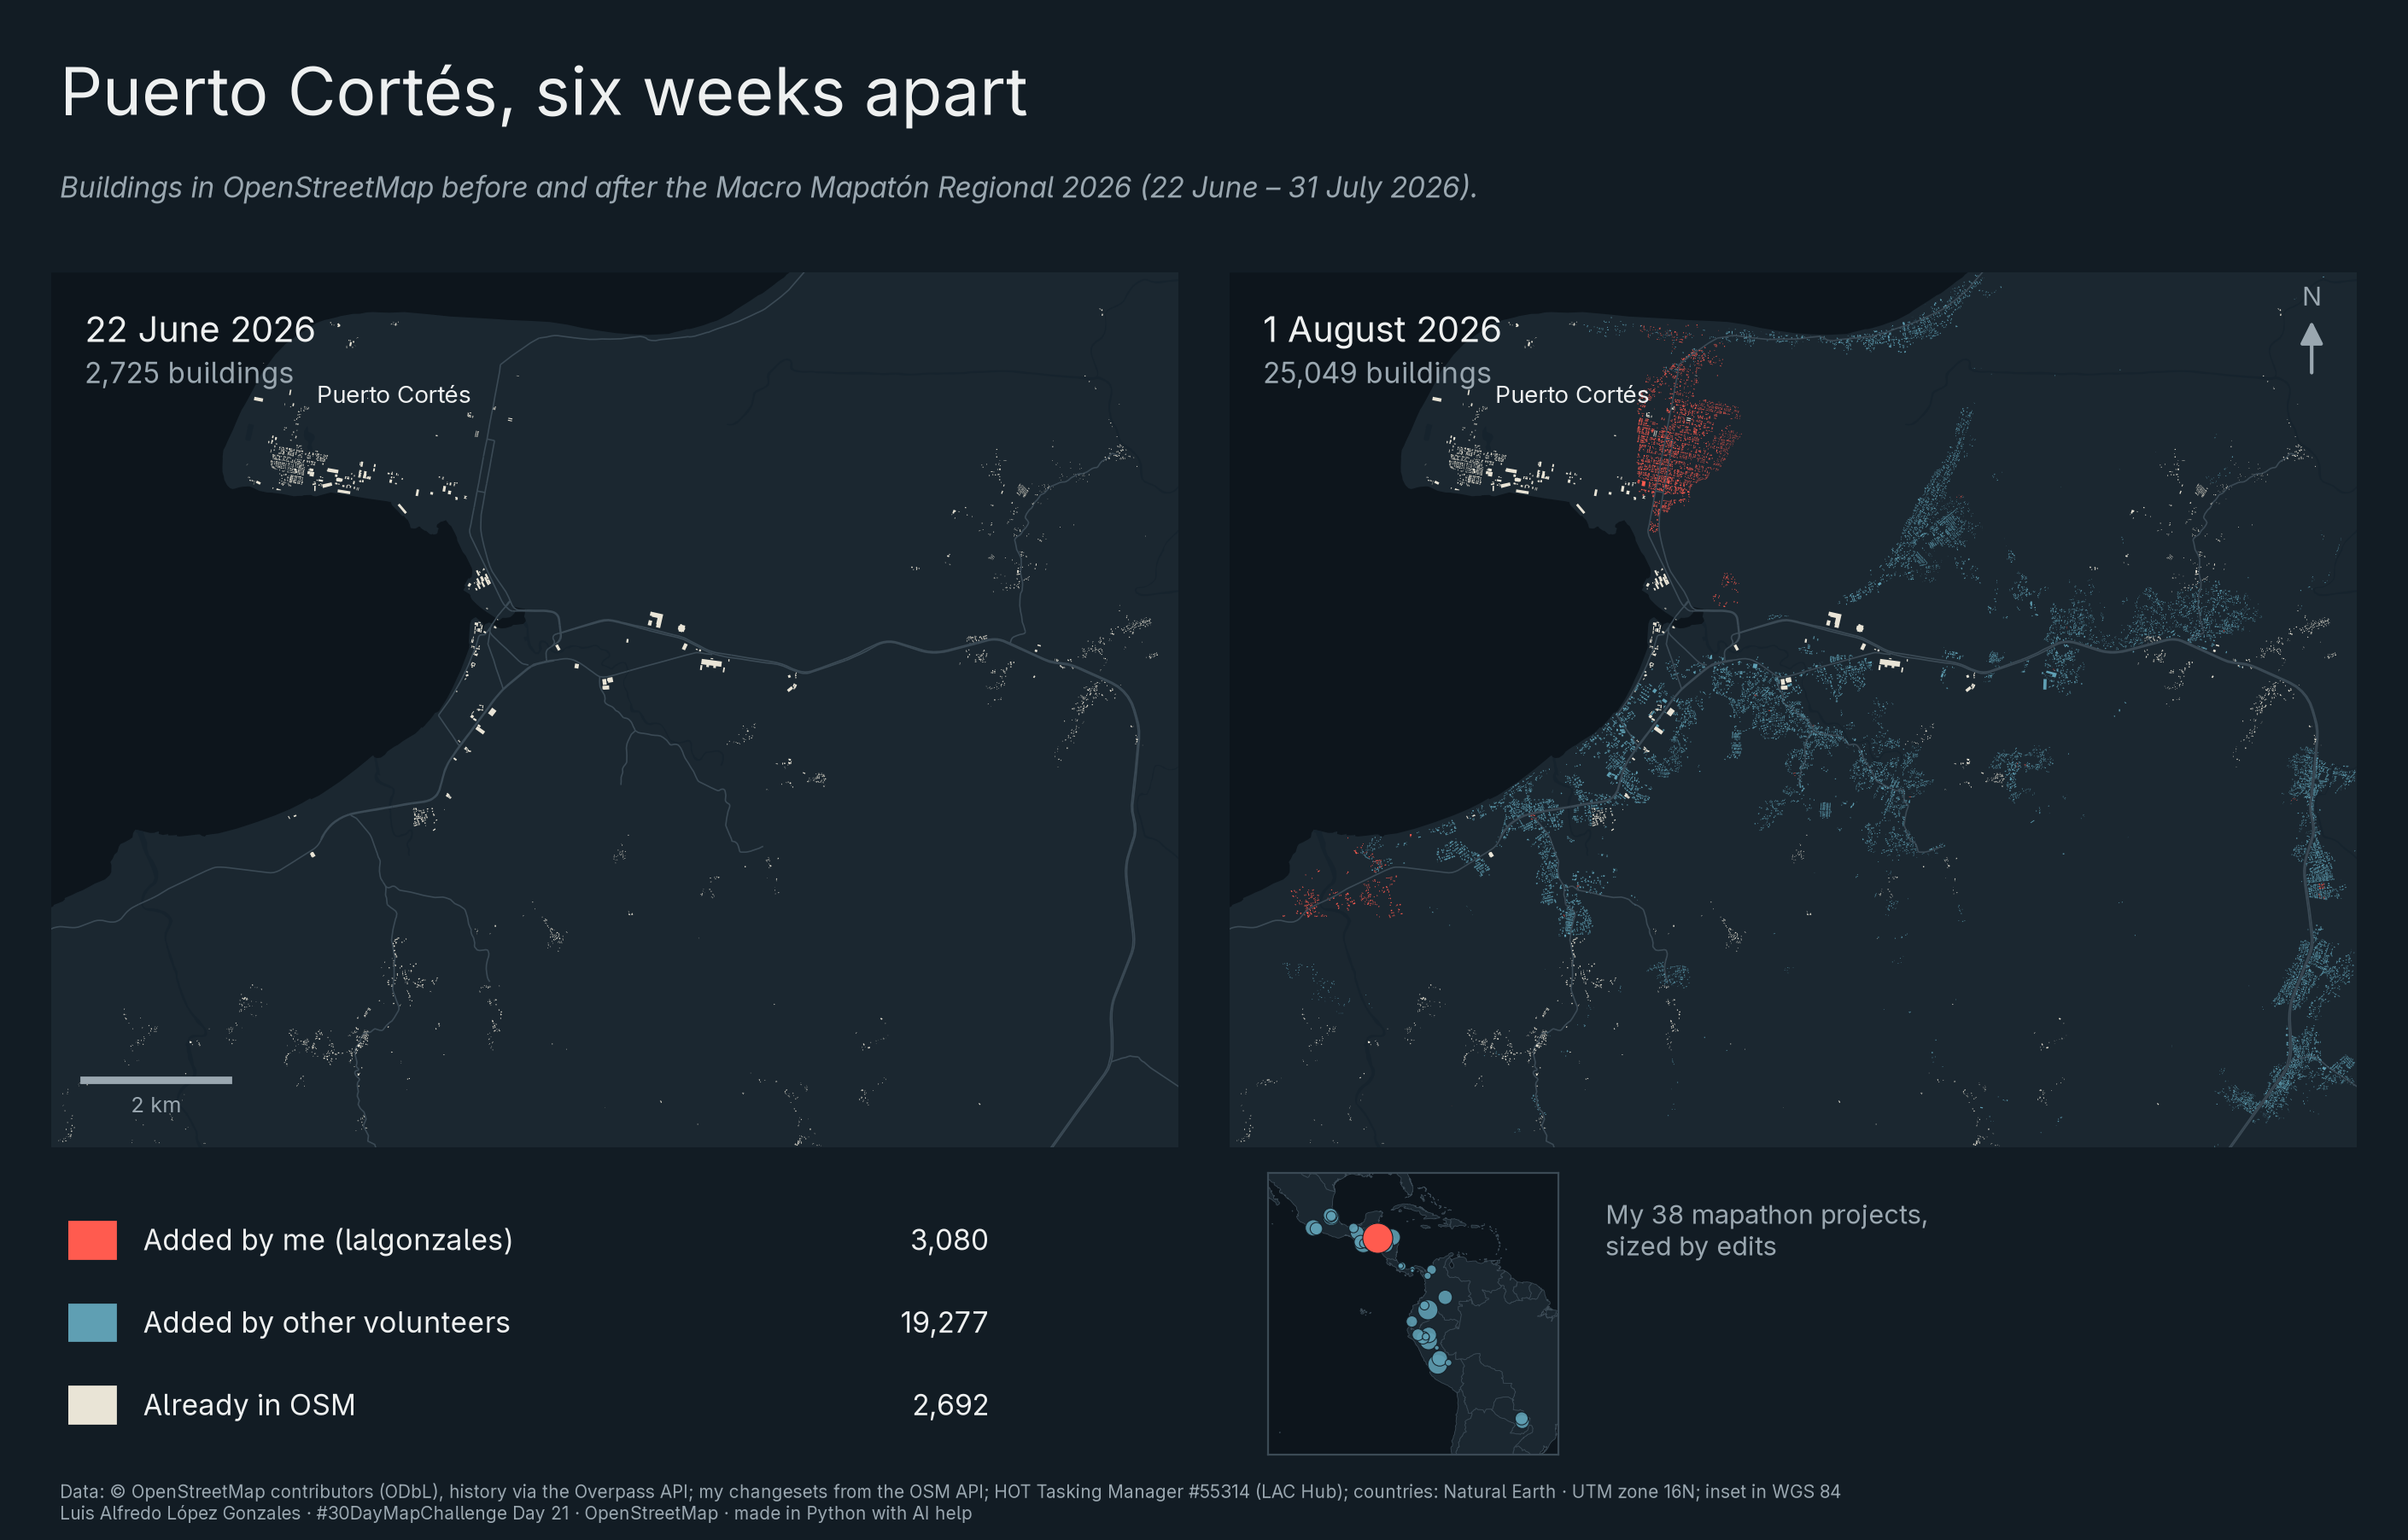 Puerto Cortés, six weeks apart
Buildings in OpenStreetMap before and after the Macro Mapatón Regional 2026 (22 June – 31 July 2026).
22 June 2026
2,725 buildings
Puerto Cortés
2 km
1 August 2026
2​5,049 buildings
Puerto Cortés
N
Added by me (lalgonzales) 3,080
Added by other volunteers 19,277
Already in OSM 2,692
My 38 mapathon projects,
sized by edits
Data: © OpenStreetMap contributors (ODbL), history via the Overpass API; my changesets from the OSM API; HOT Tasking Manager #55314 (LAC Hub); countries: Natural Earth · UTM zone 16N; inset in WGS 84
Luis Alfredo López Gonzales · #30DayMapChallenge Day 21 · OpenStreetMap · made in Python with AI help